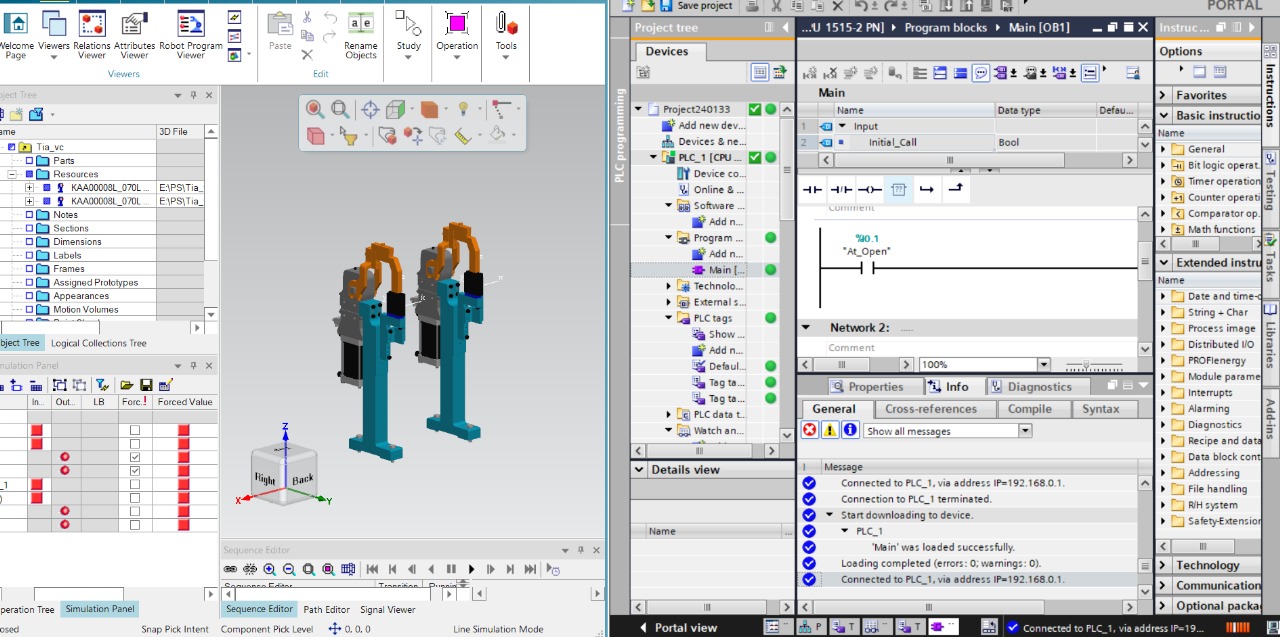 Welcome Page
Viewers
Relations Viewer
Attributes Viewer
Robot Program Viewer
Viewers
Paste
Rename Objects
Edit
Study
Operation
Tools
Object Tree
Name
3D File
Tia_vc
Parts
Resources
KAA00008L_070L ...
E:\PS\Tia_
KAA00008L_070L ...
E:\PS\Tia_
Notes
Sections
Dimensions
Labels
Frames
Assigned Prototypes
Appearances
Motion Volumes
Object Tree
Logical Collections Tree
Simulation Panel
In...
Out...
LB
Forc.!
Forced Value
_1
)
Operation Tree
Simulation Panel
Snap Pick Intent
Right
Back
Z
X
Y
Sequence Editor
Sequence Editor
Transition
Runnin
Sequence Editor
Path Editor
Signal Viewer
Component Pick Level
0, 0, 0
Line Simulation Mode
Save project
PORTAL
PLC programming
Project tree
Devices
Project240133
Add new dev...
Devices & ne...
PLC_1 [CPU ...
Device co...
Online & ...
Software ...
Add n...
Program ...
Add n...
Main [...
Technolo...
External s...
PLC tags
Show ...
Add n...
Defaul...
Tag ta...
Tag ta...
PLC data t...
Watch an...
Details view
Name
...U 1515-2 PN] ▸ Program blocks ▸ Main [OB1]
Main
Name
Data type
Defau...
1
Input
2
Initial_Call
Bool
Comment
%I0.1
"At_Open"
Network 2:
.....
Comment
100%
Properties
Info
Diagnostics
General
Cross-references
Compile
Syntax
Show all messages
!
Message
Connected to PLC_1, via address IP=192.168.0.1.
Connection to PLC_1 terminated.
Start downloading to device.
PLC_1
'Main' was loaded successfully.
Loading completed (errors: 0; warnings: 0).
Connected to PLC_1, via address IP=192.168.0.1.
Instruc...
Options
Favorites
Basic instructio
Name
General
Bit logic operat.
Timer operation
Counter operati
Comparator op.
Math functions
Extended instru
Name
Date and time-o
String + Char
Process image
Distributed I/O
PROFIenergy
Module parame
Interrupts
Alarming
Diagnostics
Recipe and data
Data block cont
Addressing
File handling
R/H system
Safety-Extension
Technology
Communication
Optional packag
Instructions
Testing
Tasks
Libraries
Add-ins
Portal view
P
T
T
Connected to PLC_1, via address IP=19...